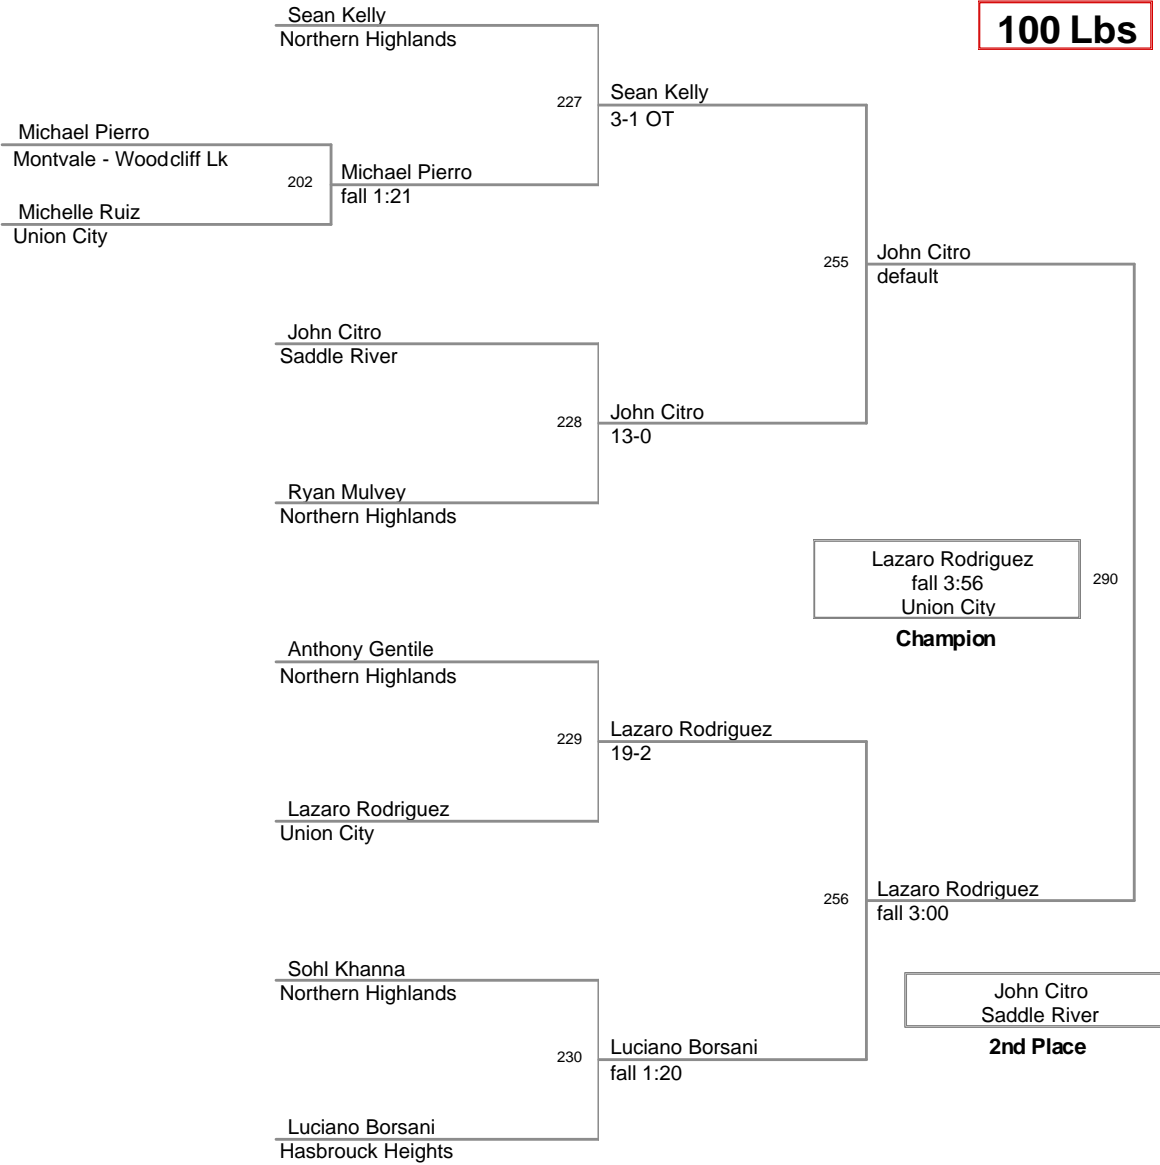 100 Lbs
Sean Kelly
Northern Highlands
227
Sean Kelly
3-1 OT
Michael Pierro
Montvale - Woodcliff Lk
202
Michael Pierro
fall 1:21
Michelle Ruiz
Union City
255
John Citro
default
John Citro
Saddle River
228
John Citro
13-0
Ryan Mulvey
Northern Highlands
Lazaro Rodriguez
fall 3:56
Union City
290
Champion
Anthony Gentile
Northern Highlands
229
Lazaro Rodriguez
19-2
Lazaro Rodriguez
Union City
256
Lazaro Rodriguez
fall 3:00
Sohl Khanna
Northern Highlands
John Citro
Saddle River
2nd Place
230
Luciano Borsani
fall 1:20
Luciano Borsani
Hasbrouck Heights